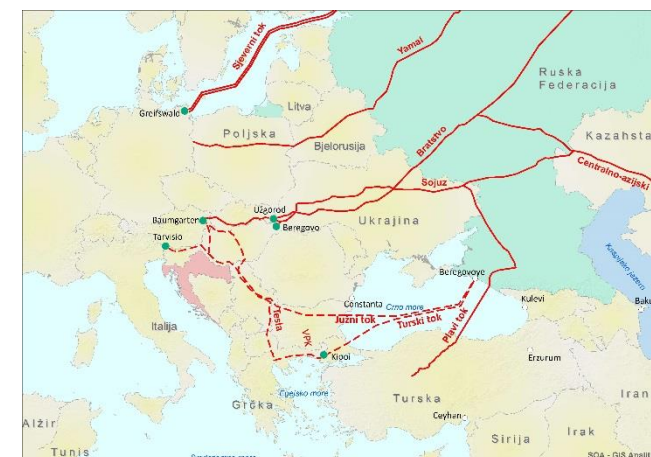 Sjeverni tok
Yamal
Ruska
Federacija
Greifswald
Litva
Poljska
Bjelorusija
Bratstvo
Kazahsta
Centralno-azijski
Sojuz
Užgorod
Baumgarten
Beregovo
Ukrajina
Tarvisio
Beregovoye
Kaspijsko jezero
Constanta
Crno more
Kulevi
Baku
Italija
Tesla
Južni tok
Turski tok
Plavi tok
VPK
Kipoi
Erzurum
Egejsko more
Turska
Iran
Grčka
Ceyhan
Alžir
Tunis
Sirija
Irak
SOA - GIS Anali